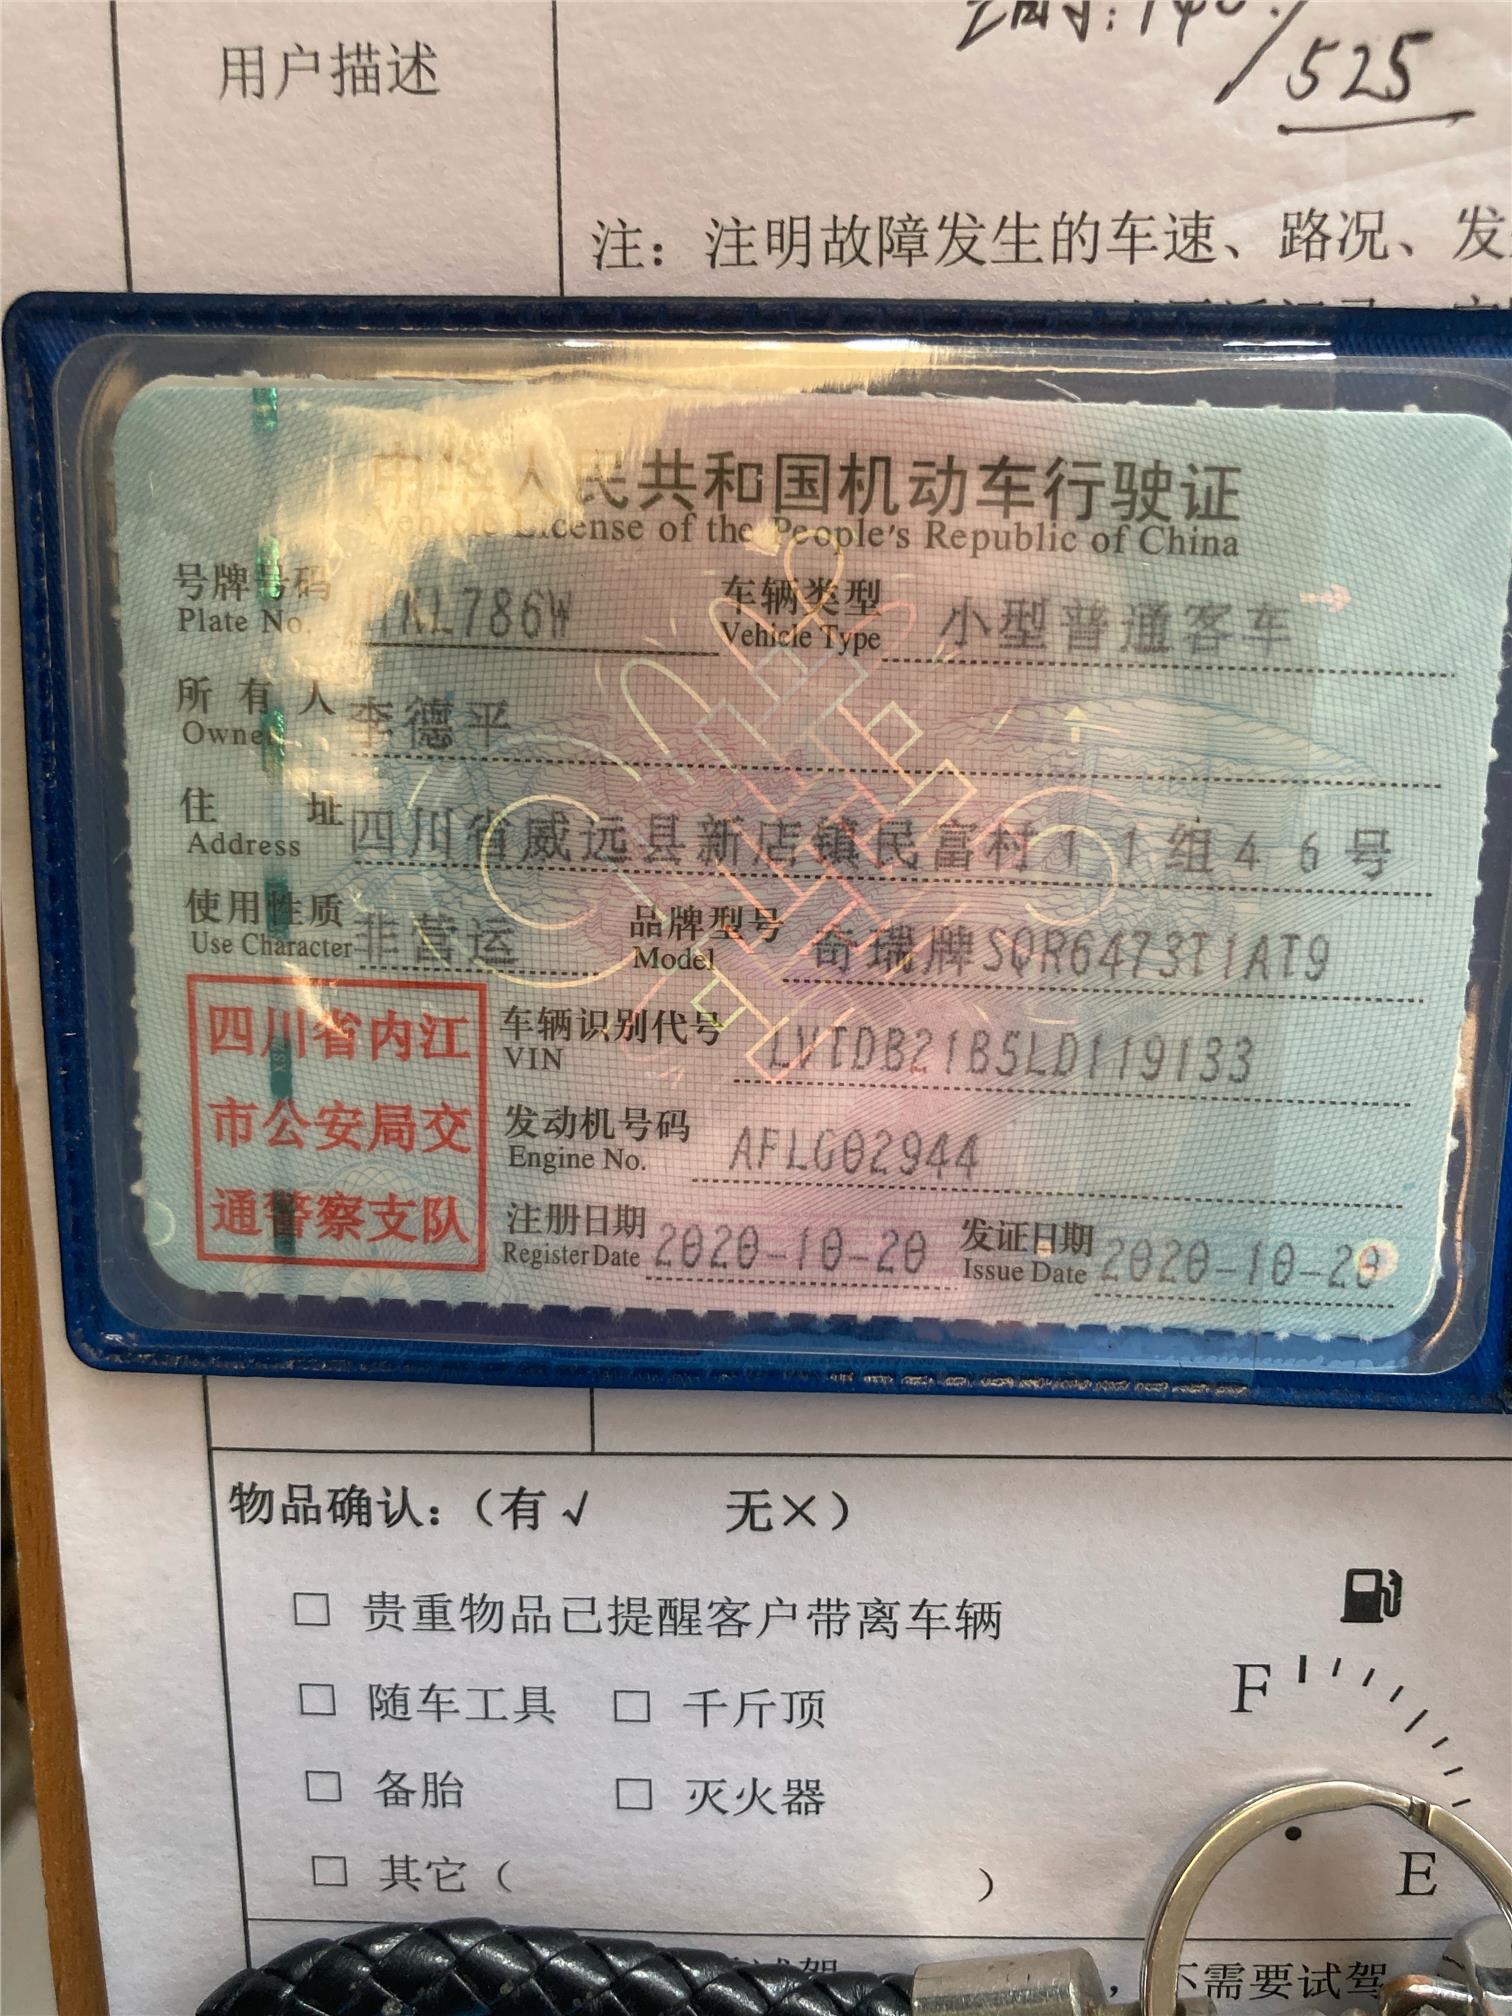 525
用户描述
注：注明故障发生的车速、路况、发
中华人民共和国机动车行驶证
Vehicle License of the People's Republic of China
号牌号码 KL786W 车辆类型 小型普通客车
Plate No. Vehicle Type
所有人 李德平
Owner
住址 四川省威远县新店镇民富村11组46号
Address
使用性质 非营运 品牌型号 奇瑞牌SQR6473T1AT9
Use Character Model
四川省内江
市公安局交
通警察支队
车辆识别代号 LVTDB21B5LD119133
VIN
发动机号码 AFLG02944
Engine No.
注册日期 2020-10-20 发证日期 2020-10-20
Register Date Issue Date
物品确认：（有√ 无×）
□ 贵重物品已提醒客户带离车辆
□ 随车工具 □ 千斤顶
□ 备胎 □ 灭火器
□ 其它（ ）
F
E
，不需要试驾